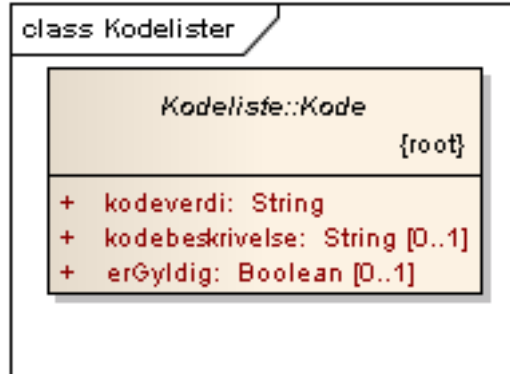 class Kodelister
Kodeliste::Kode
{root}
+ kodeverdi: String
+ kodebeskrivelse: String [0..1]
+ erGyldig: Boolean [0..1]